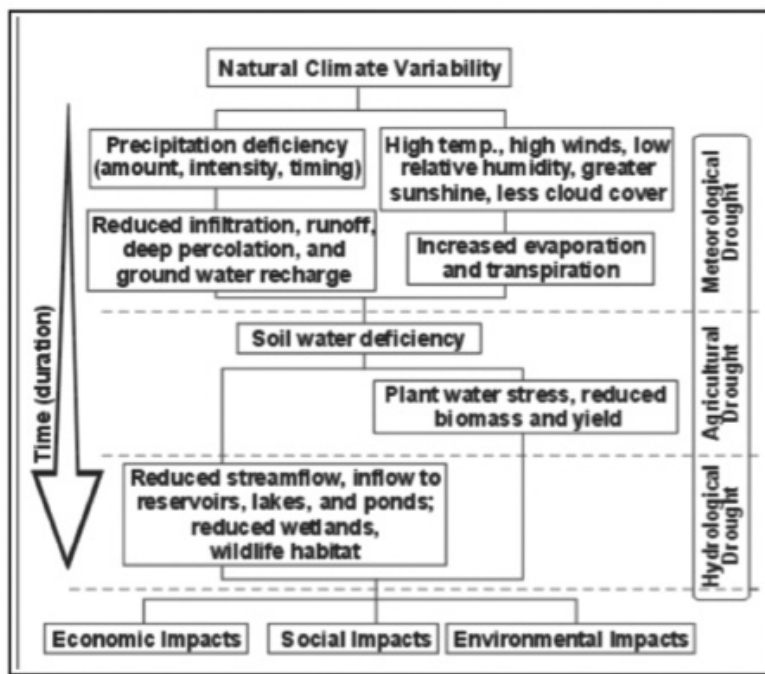 Natural Climate Variability
Precipitation deficiency
(amount, intensity, timing)
High temp., high winds, low
relative humidity, greater
sunshine, less cloud cover
Reduced infiltration, runoff,
deep percolation, and
ground water recharge
Increased evaporation
and transpiration
Meteorological
Drought
Soil water deficiency
Plant water stress, reduced
biomass and yield
Agricultural
Drought
Time (duration)
Reduced streamflow, inflow to
reservoirs, lakes, and ponds;
reduced wetlands,
wildlife habitat
Hydrological
Drought
Economic Impacts
Social Impacts
Environmental Impacts